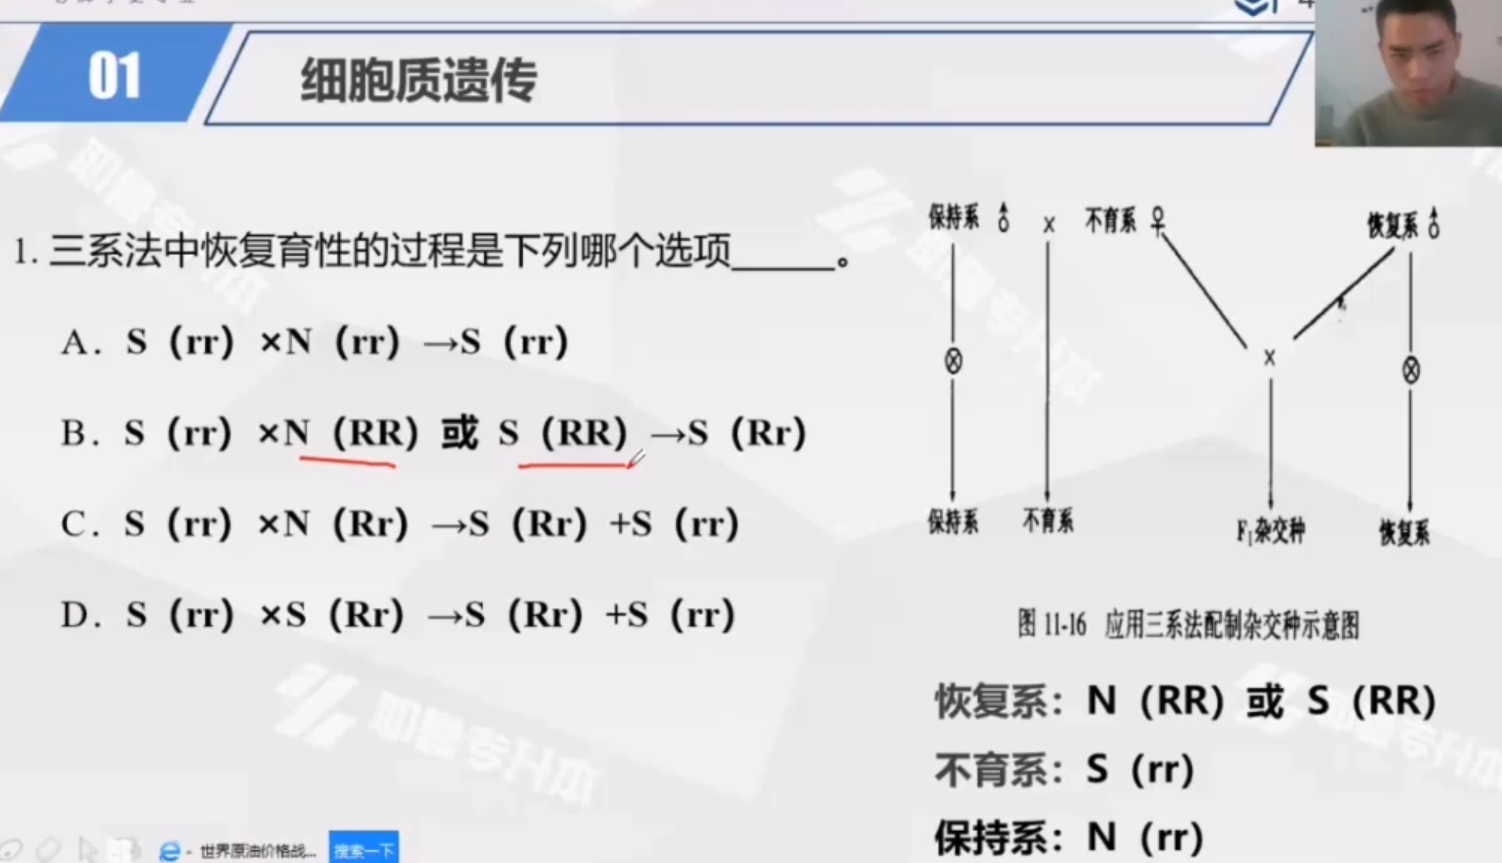 01
细胞质遗传
1. 三系法中恢复育性的过程是下列哪个选项______。
A. S（rr）×N（rr）→S（rr）
B. S（rr）×N（RR）或 S（RR）→S（Rr）
C. S（rr）×N（Rr）→S（Rr）+S（rr）
D. S（rr）×S（Rr）→S（Rr）+S（rr）
保持系 ♂ × 不育系 ♀ 恢复系 ♂
×
保持系 不育系 F₁杂交种 恢复系
图 11-16 应用三系法配制杂交种示意图
恢复系：N（RR）或 S（RR）
不育系：S（rr）
保持系：N（rr）
世界原油价格战... 搜索一下